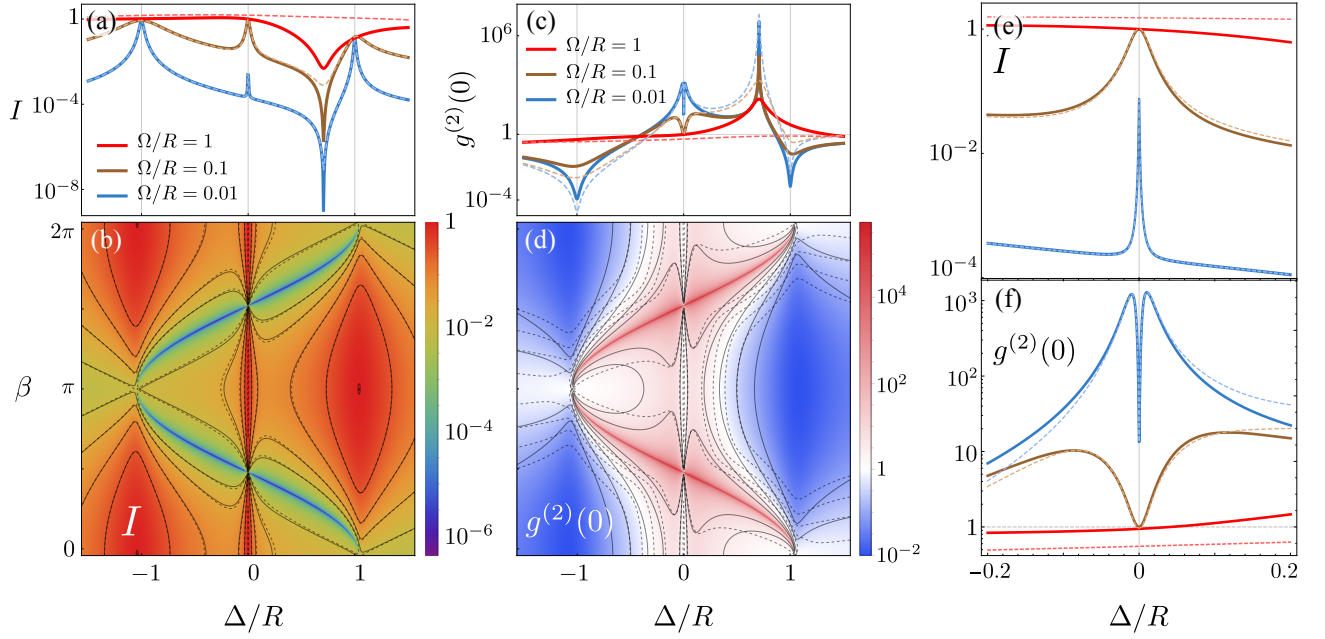 (a)
1
10^{-4}
10^{-8}
I
Ω/R = 1
Ω/R = 0.1
Ω/R = 0.01
-1
0
1
(b)
2π
π
0
β
I
-1
0
1
Δ/R
1
10^{-2}
10^{-4}
10^{-6}
(c)
10^{6}
1
10^{-4}
g^{(2)}(0)
Ω/R = 1
Ω/R = 0.1
Ω/R = 0.01
(d)
g^{(2)}(0)
-1
0
1
Δ/R
10^{4}
10^{2}
1
10^{-2}
(e)
I
1
10^{-2}
10^{-4}
(f)
g^{(2)}(0)
10^{3}
10^{2}
10
1
-0.2
0
0.2
Δ/R